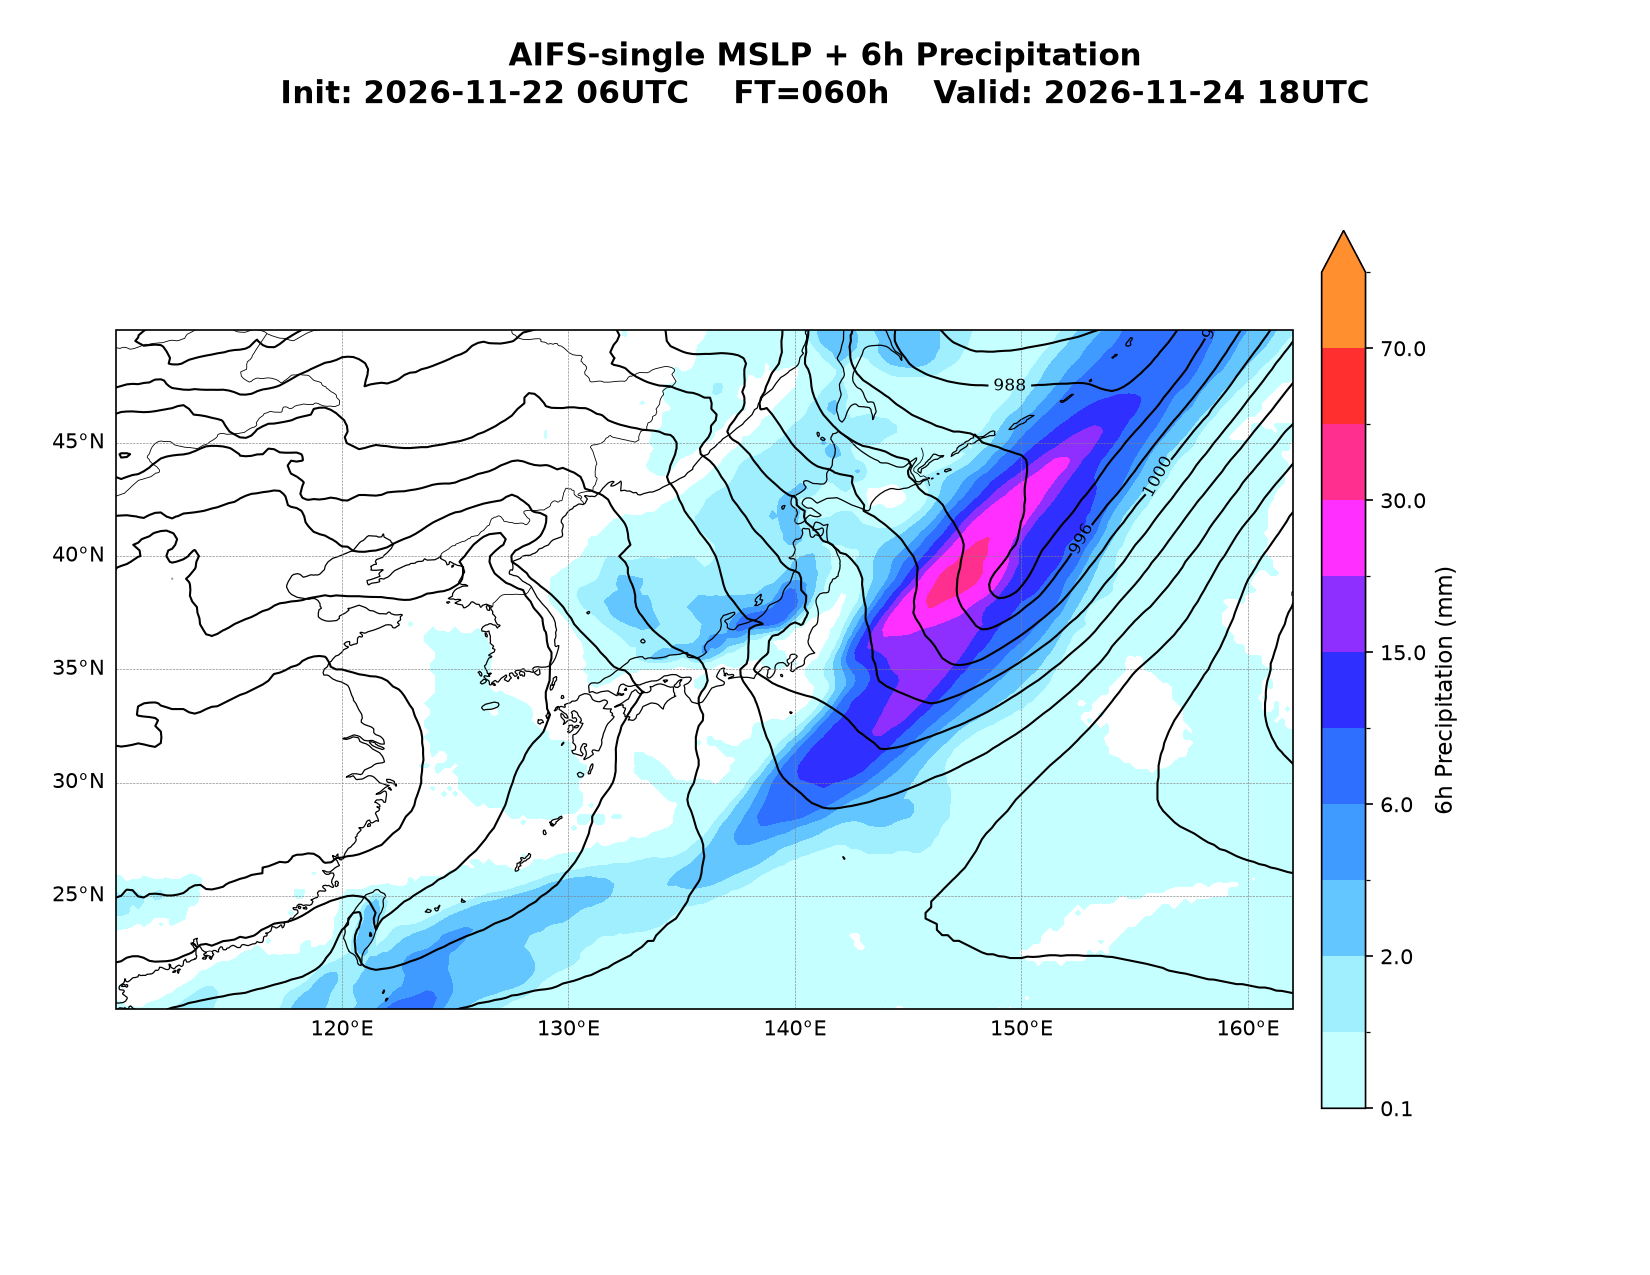 AIFS-single MSLP + 6h Precipitation
Init: 2026-11-22 06UTC    FT=060h    Valid: 2026-11-24 18UTC
988
1000
996
45°N
40°N
35°N
30°N
25°N
120°E
130°E
140°E
150°E
160°E
70.0
30.0
15.0
6.0
2.0
0.1
6h Precipitation (mm)